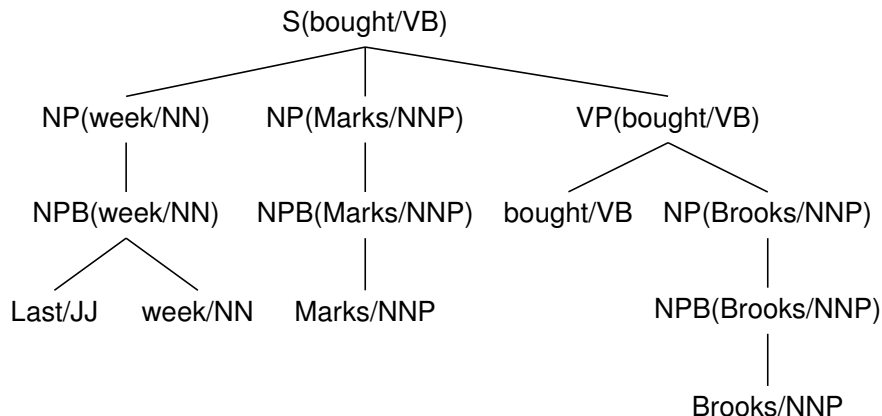 S(bought/VB)
NP(week/NN) NP(Marks/NNP) VP(bought/VB)
NPB(week/NN) NPB(Marks/NNP) bought/VB NP(Brooks/NNP)
Last/JJ week/NN Marks/NNP NPB(Brooks/NNP)
Brooks/NNP